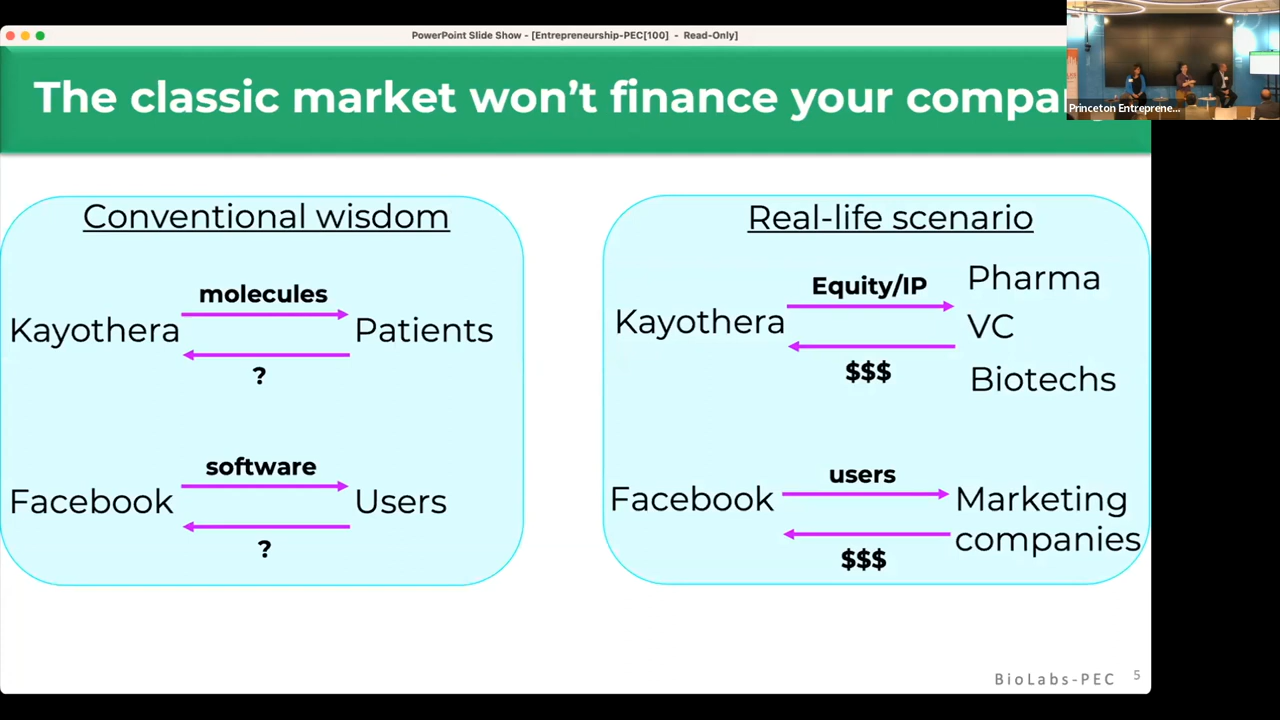 PowerPoint Slide Show - [Entrepreneurship-PEC[100] - Read-Only]
The classic market won't finance your compa
Princeton Entreprene...
Conventional wisdom
molecules
Kayothera
Patients
?
software
Facebook
Users
?
Real-life scenario
Equity/IP
Kayothera
Pharma
VC
Biotechs
$$$
users
Facebook
Marketing
companies
$$$
BioLabs-PEC 5